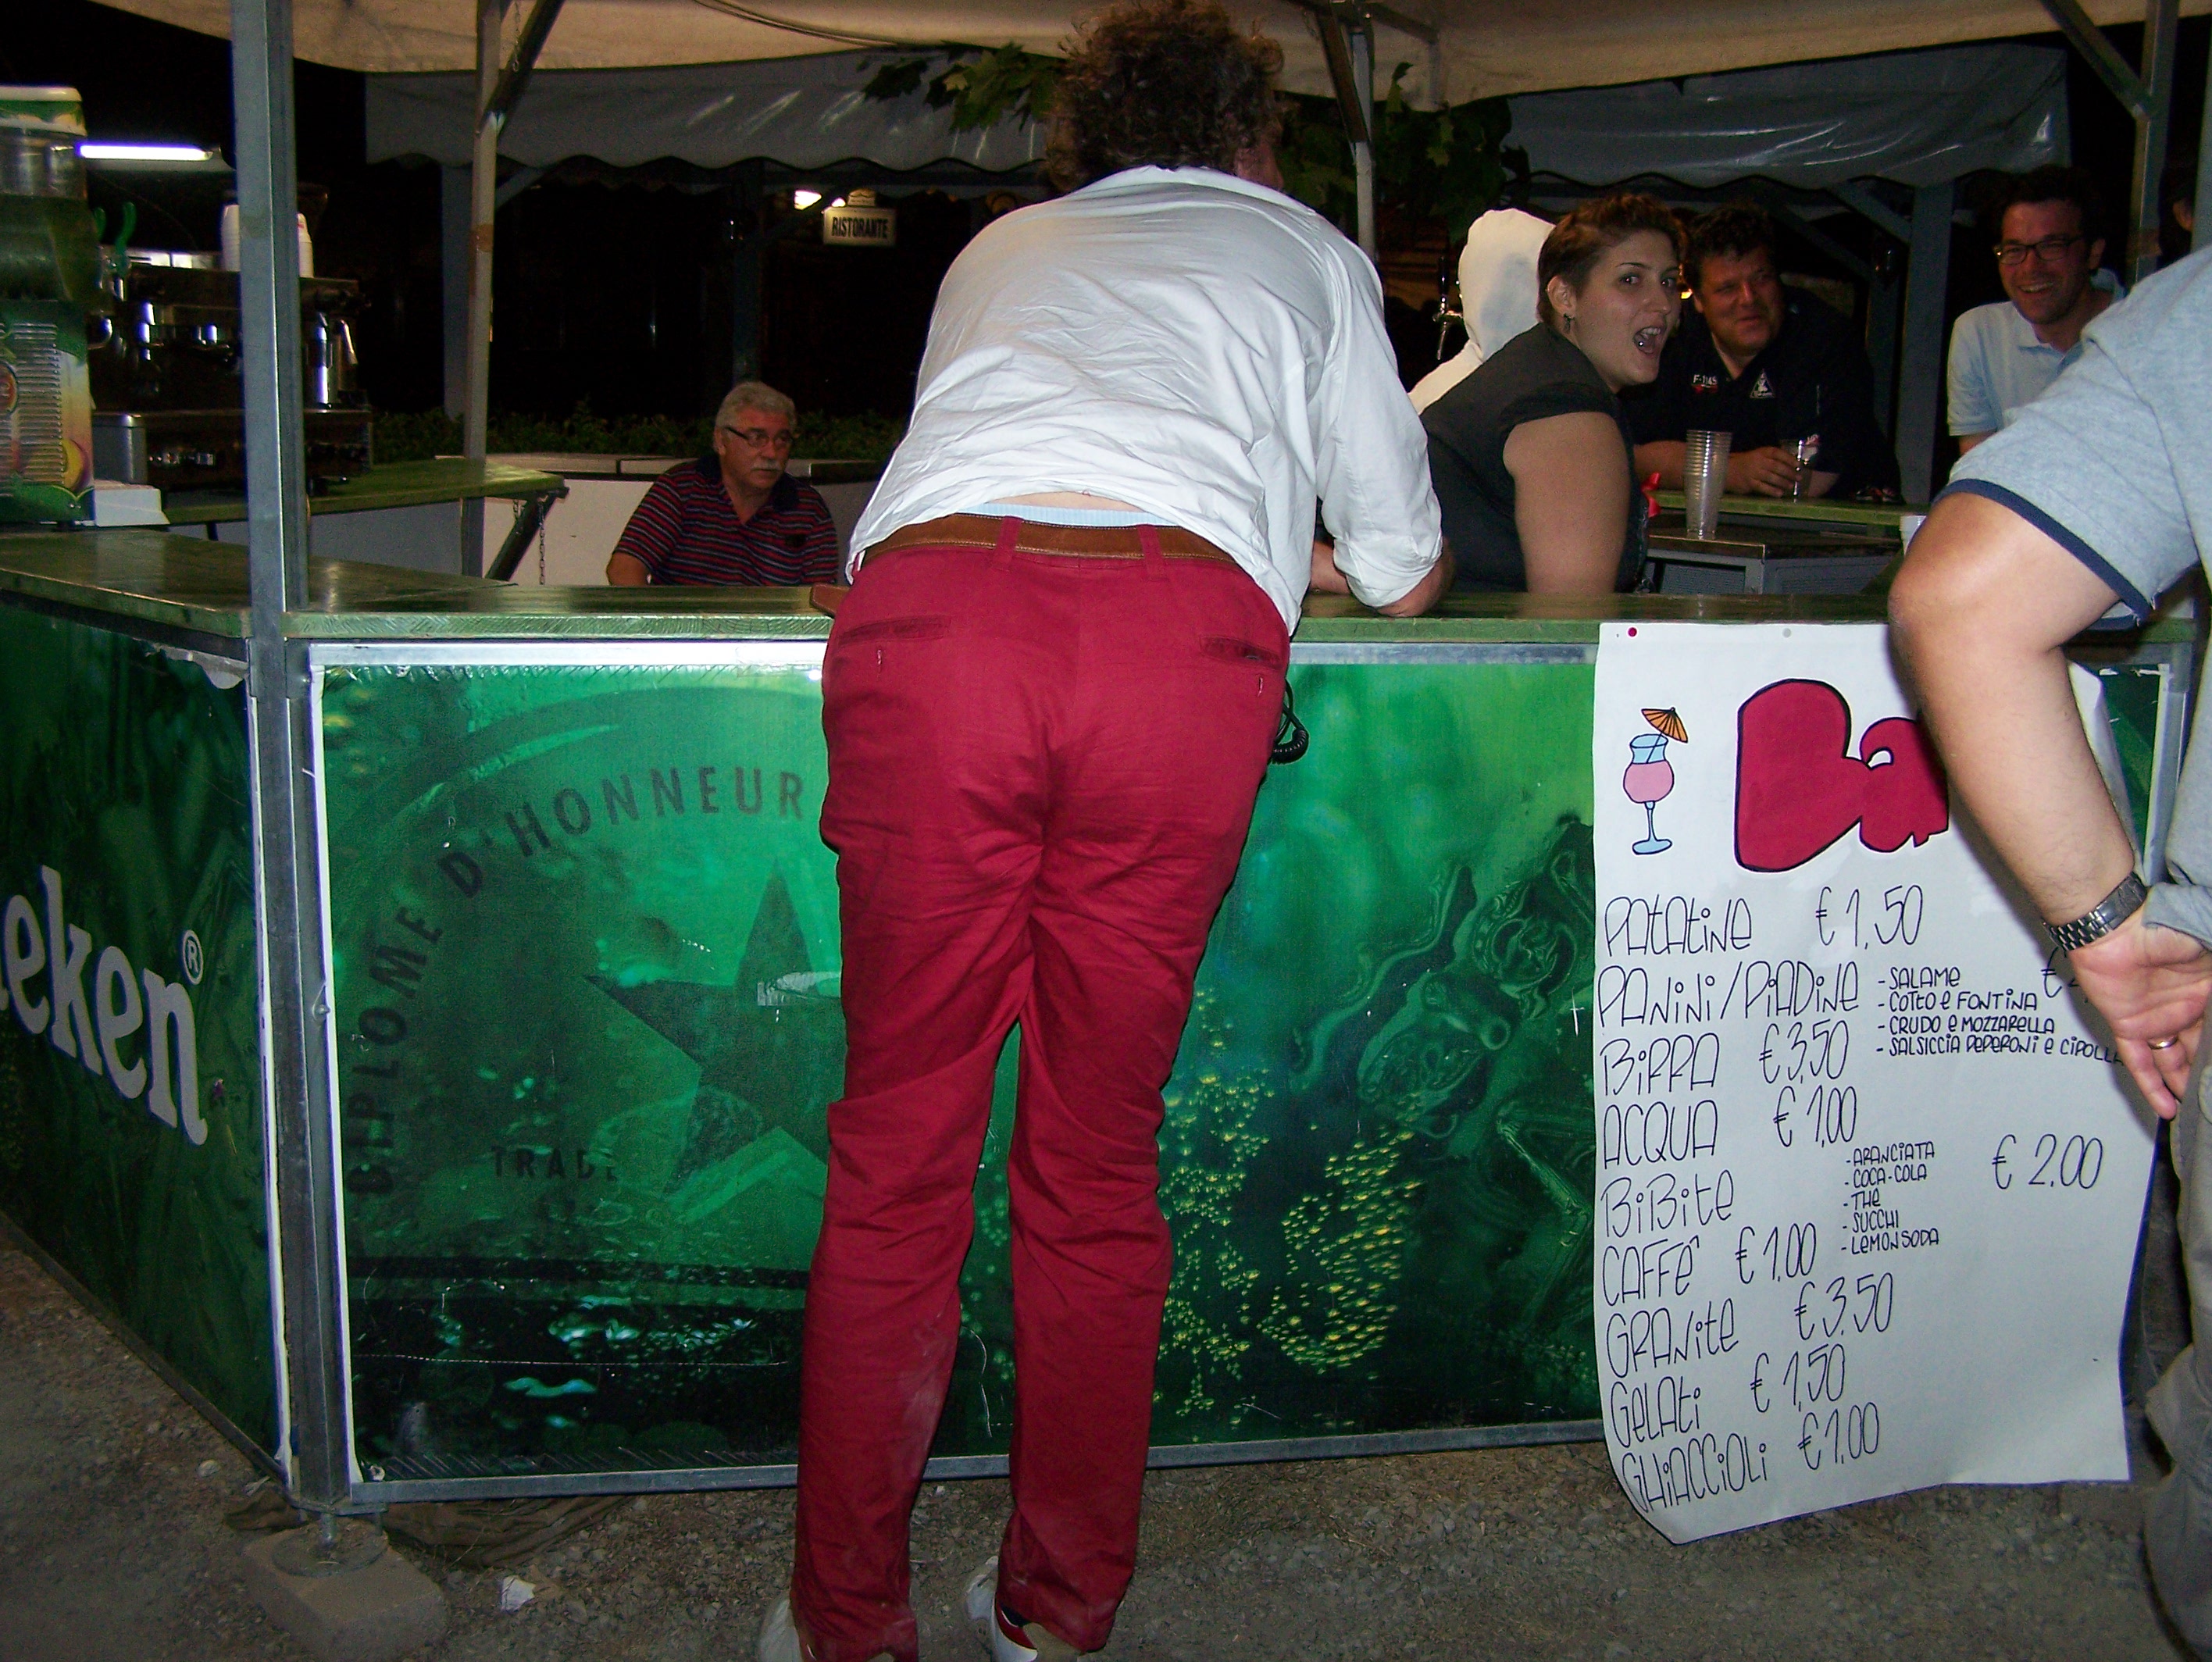 RISTORANTE
eken®
DIPLOME D'HONNEUR
TRADE
Ba
PATATINE € 1,50
PANINI/PIADINE - SALAME €
- COTTO e FONTINA
- CRUDO e MOZZARELLA
- SALSICCIA PEPERONI e CIPOLLA
BIRRA € 3,50
ACQUA € 1,00
BIBITE - ARANCIATA € 2,00
- COCA-COLA
- THE
- SUCCHI
- LEMONSODA
CAFFE' € 1,00
GRANITE € 3,50
GELATI € 1,50
GHIACCIOLI € 1,00